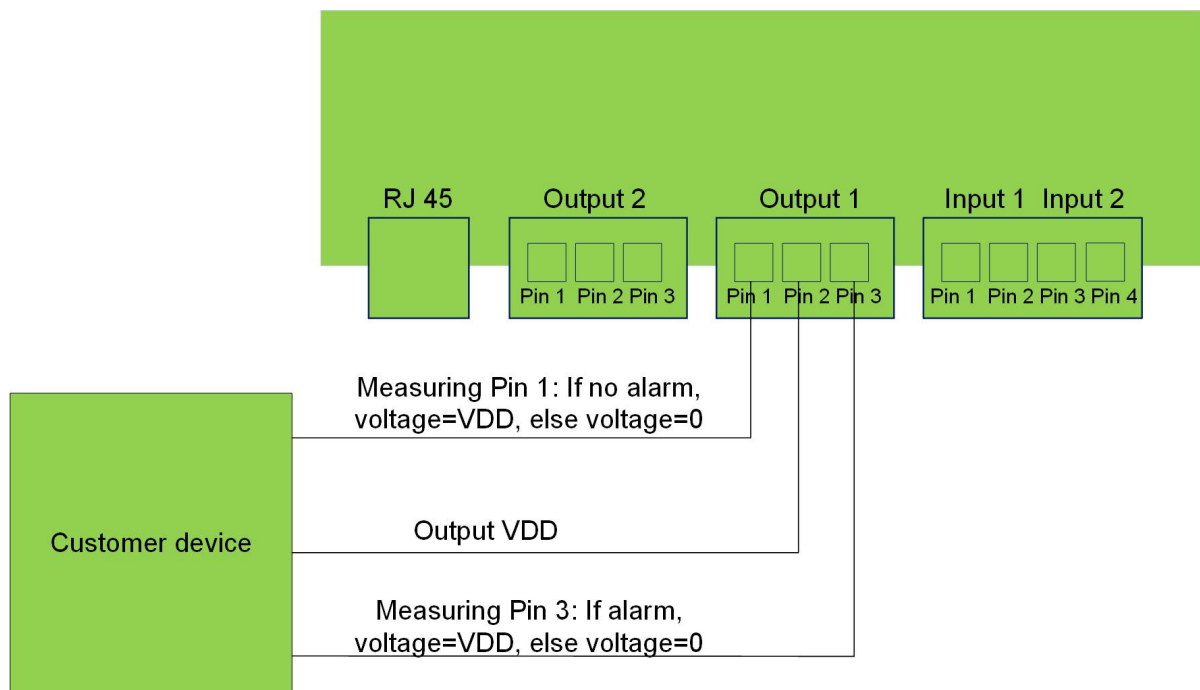 RJ 45
Output 2
Output 1
Input 1 Input 2
Pin 1 Pin 2 Pin 3
Pin 1 Pin 2 Pin 3
Pin 1 Pin 2 Pin 3 Pin 4
Measuring Pin 1: If no alarm,
voltage=VDD, else voltage=0
Customer device
Output VDD
Measuring Pin 3: If alarm,
voltage=VDD, else voltage=0